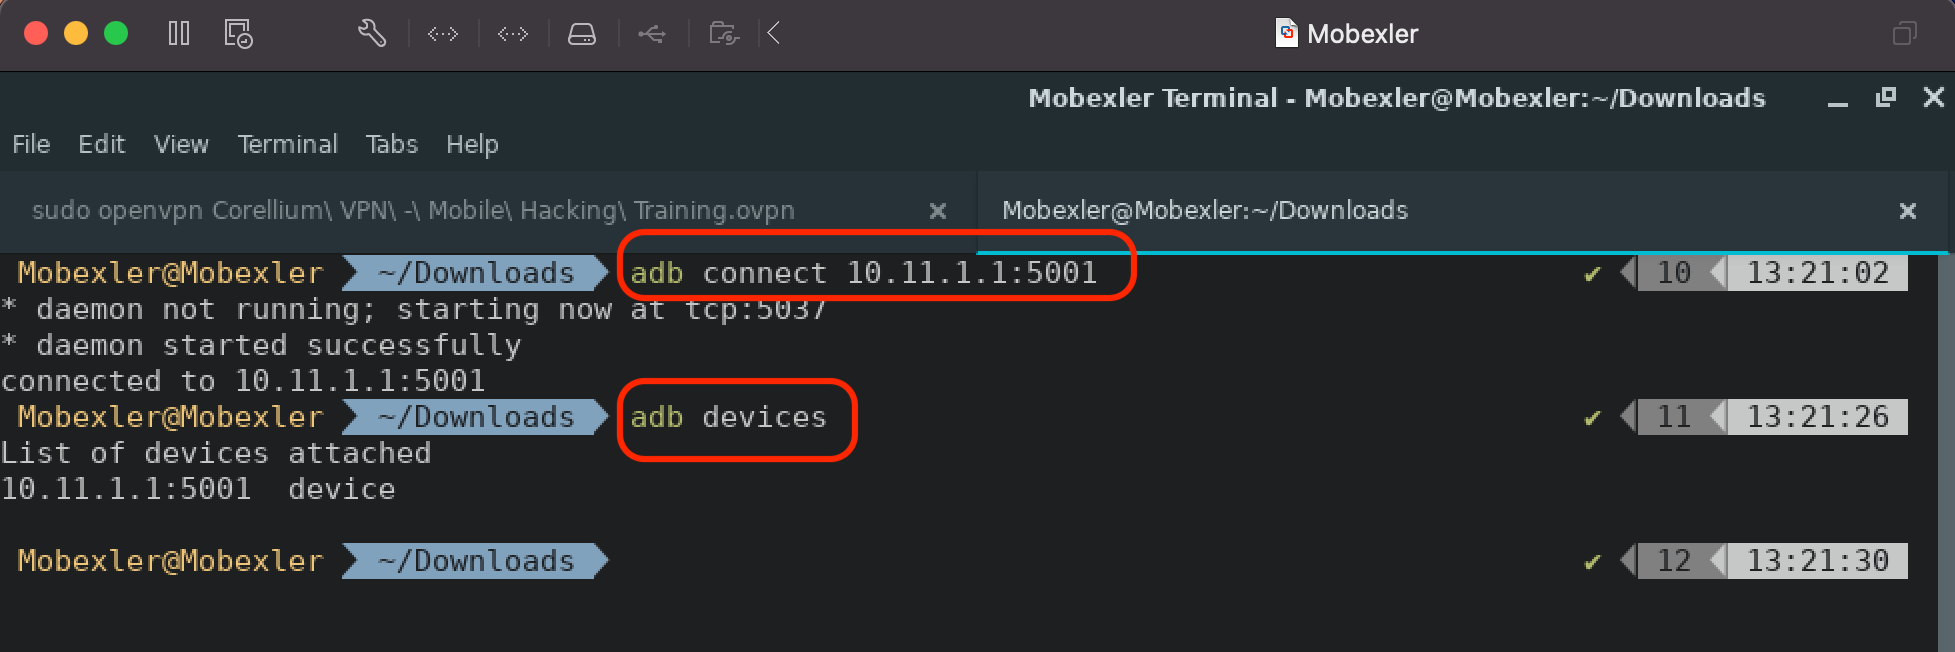 Mobexler
Mobexler Terminal - Mobexler@Mobexler:~/Downloads
File Edit View Terminal Tabs Help
sudo openvpn Corellium\ VPN\ -\ Mobile\ Hacking\ Training.ovpn
Mobexler@Mobexler:~/Downloads
Mobexler@Mobexler ~/Downloads adb connect 10.11.1.1:5001 ✔ 10 13:21:02
* daemon not running; starting now at tcp:5037
* daemon started successfully
connected to 10.11.1.1:5001
Mobexler@Mobexler ~/Downloads adb devices ✔ 11 13:21:26
List of devices attached
10.11.1.1:5001 device
Mobexler@Mobexler ~/Downloads ✔ 12 13:21:30